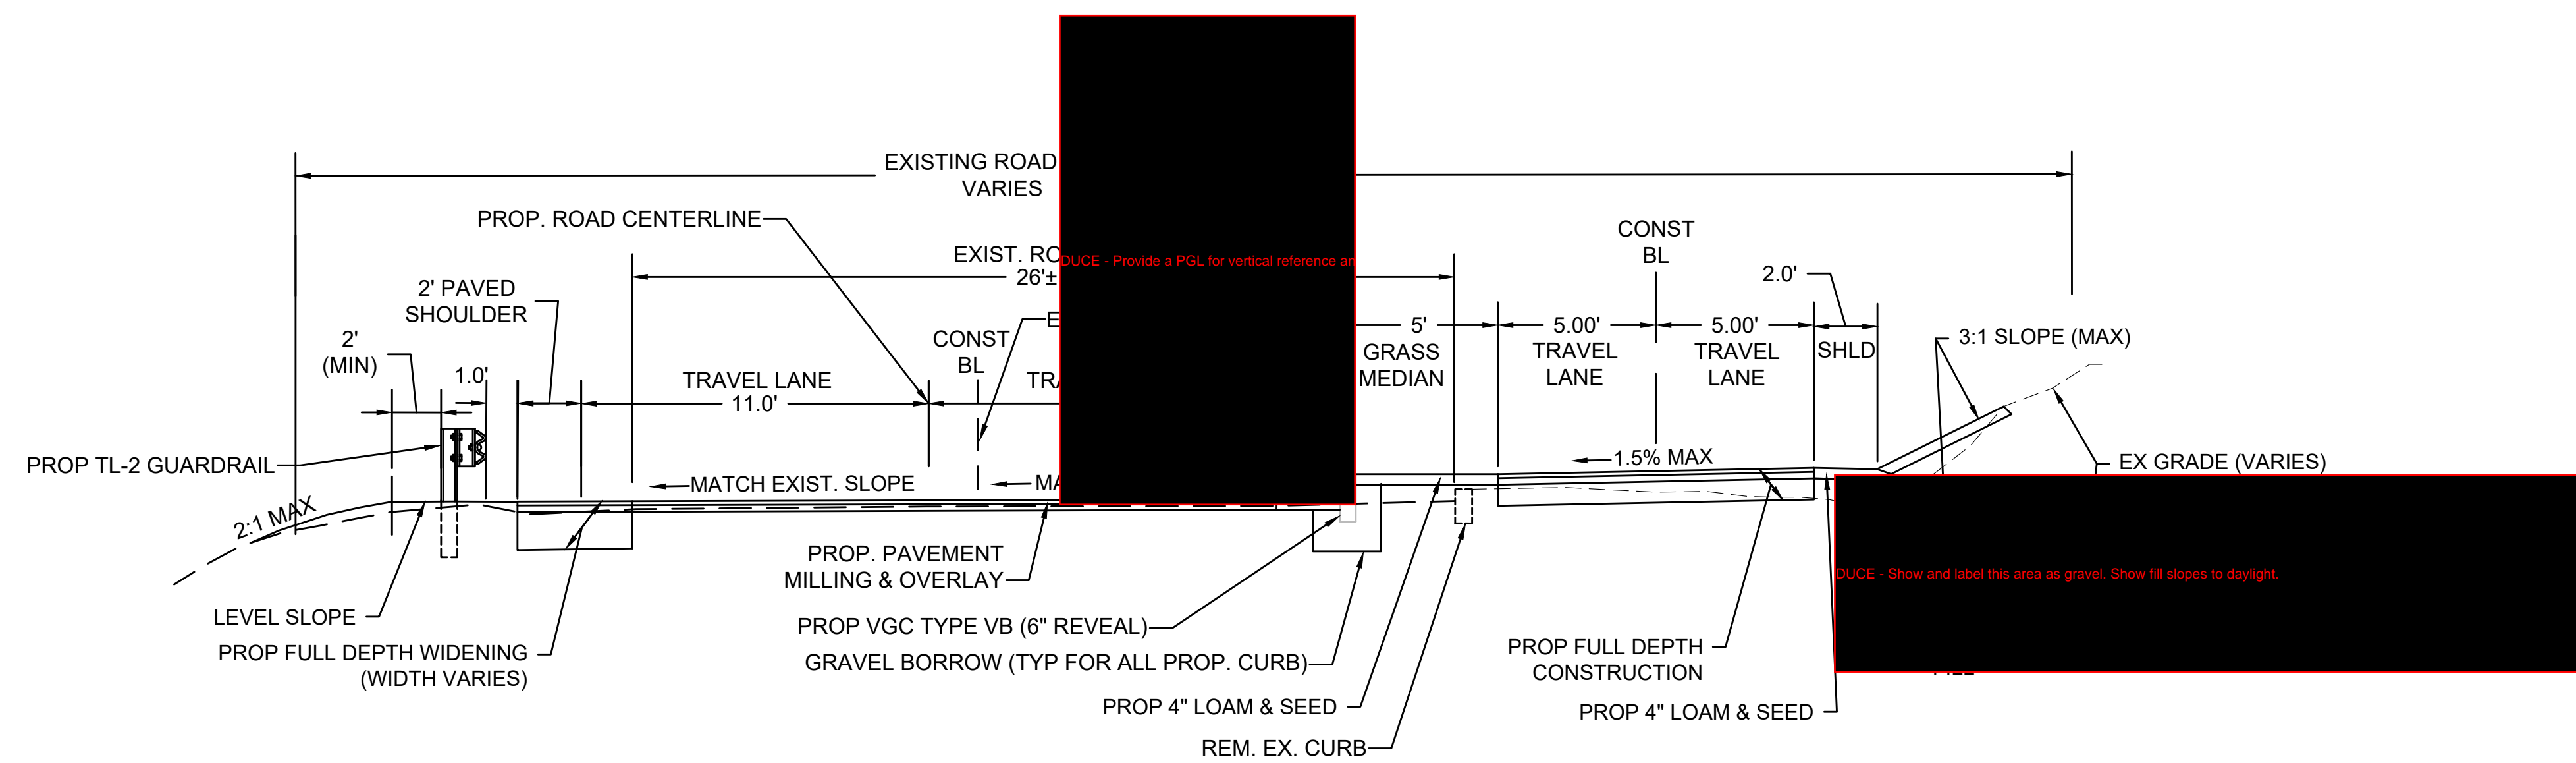 EXISTING ROAD
VARIES
PROP. ROAD CENTERLINE
CONST
BL
EXIST.
26'±
DUCE - Provide a PGL for vertical reference
2.0'
2' PAVED
SHOULDER
2'
(MIN)
1.0'
CONST
BL
5'
GRASS
MEDIAN
5.00'
TRAVEL
LANE
5.00'
TRAVEL
LANE
SHLD
3:1 SLOPE (MAX)
TRAVEL LANE
11.0'
PROP TL-2 GUARDRAIL
MATCH EXIST. SLOPE
1.5% MAX
EX GRADE (VARIES)
2:1 MAX
PROP. PAVEMENT
MILLING & OVERLAY
DUCE - Show and label this area as gravel. Show fill slopes to daylight.
LEVEL SLOPE
PROP VGC TYPE VB (6" REVEAL)
PROP FULL DEPTH WIDENING
(WIDTH VARIES)
GRAVEL BORROW (TYP FOR ALL PROP. CURB)
PROP FULL DEPTH
CONSTRUCTION
PROP 4" LOAM & SEED
PROP 4" LOAM & SEED
REM. EX. CURB